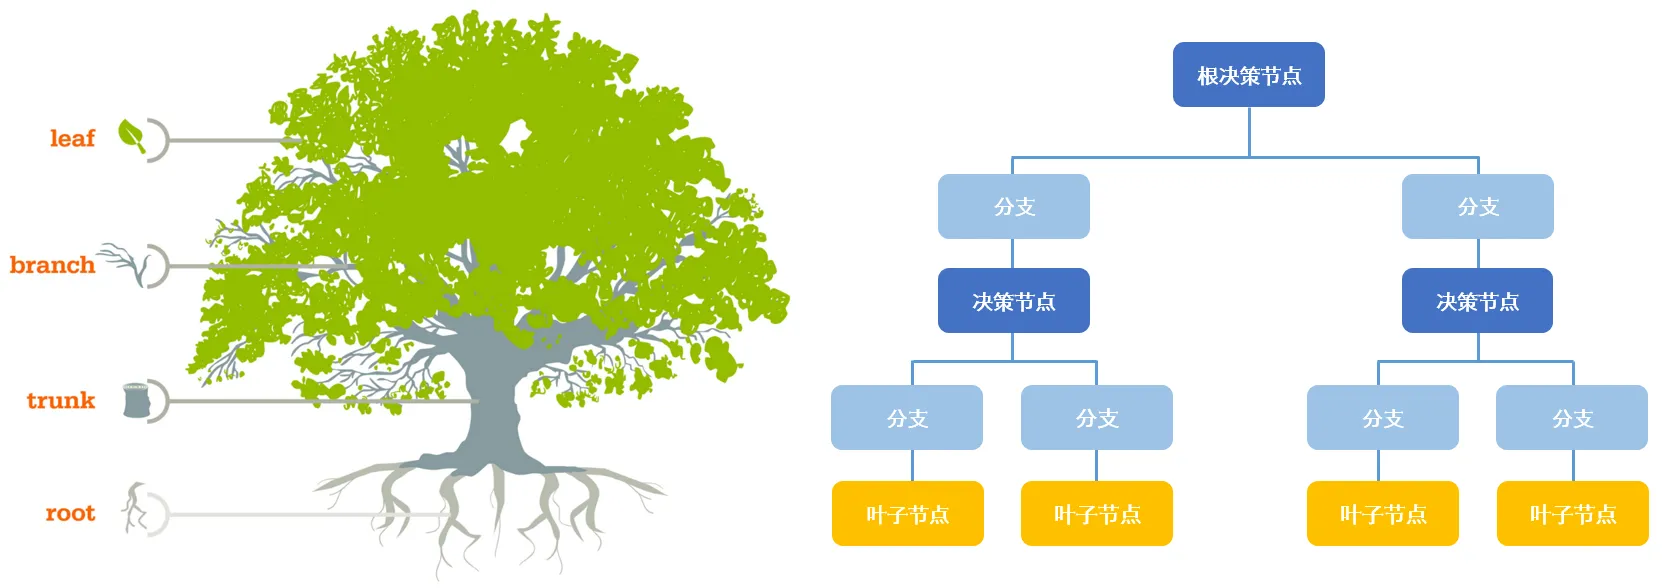 leaf
branch
trunk
root
根决策节点
分支
分支
决策节点
决策节点
分支
分支
分支
分支
叶子节点
叶子节点
叶子节点
叶子节点